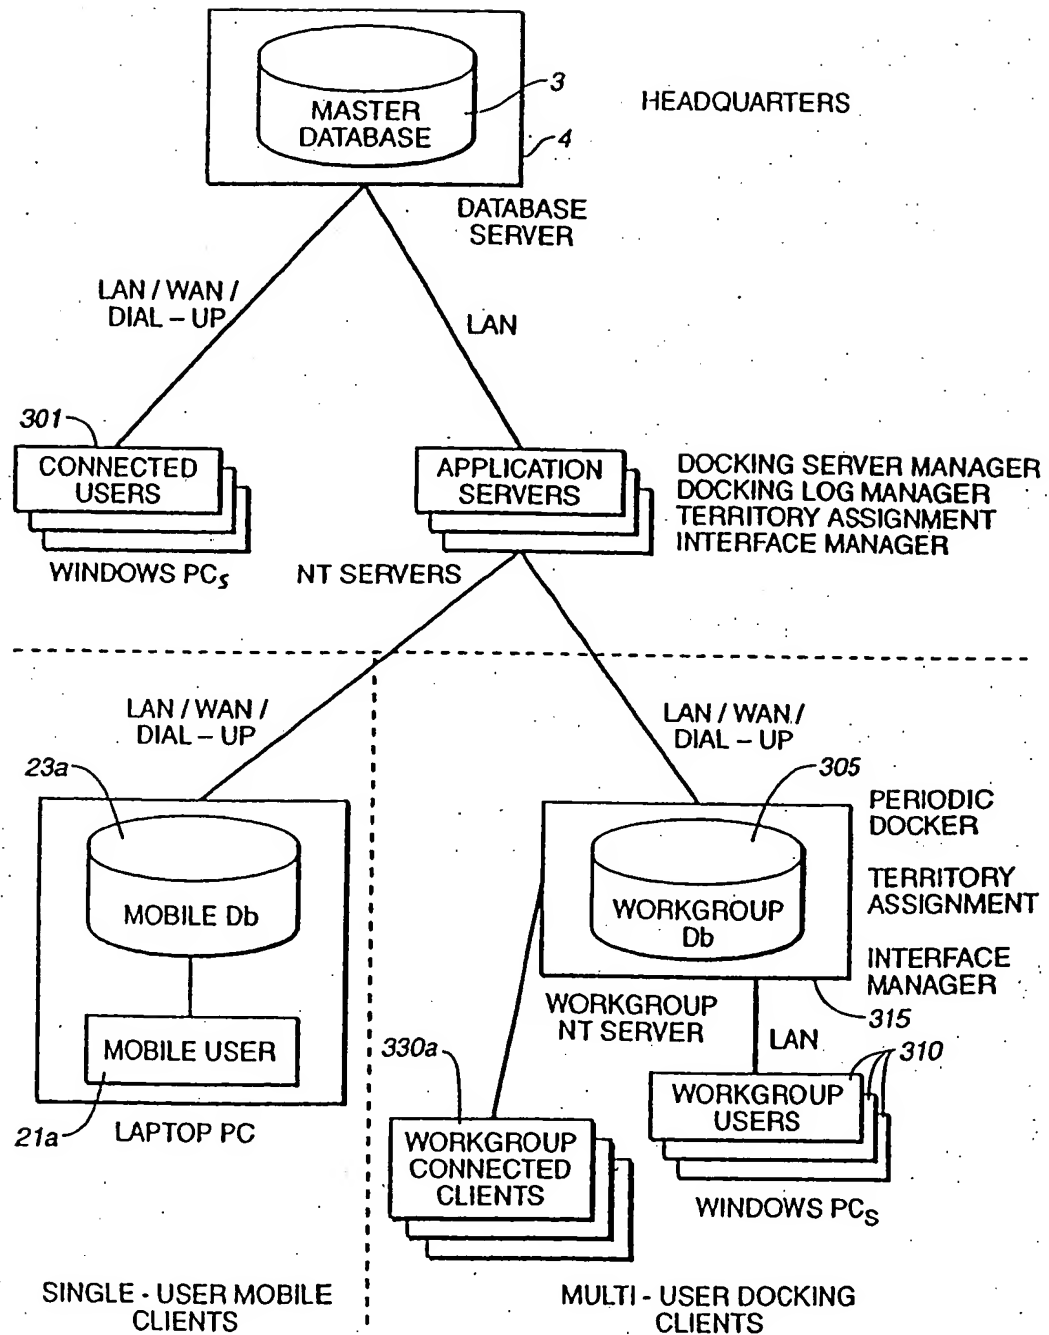 3
MASTER
DATABASE
HEADQUARTERS
4
DATABASE
SERVER
LAN / WAN /
DIAL – UP
LAN
301
CONNECTED
USERS
APPLICATION
SERVERS
DOCKING SERVER MANAGER
DOCKING LOG MANAGER
TERRITORY ASSIGNMENT
INTERFACE MANAGER
WINDOWS PCS
NT SERVERS
LAN / WAN /
DIAL – UP
LAN / WAN /
DIAL – UP
23a
305
PERIODIC
DOCKER
MOBILE Db
WORKGROUP
Db
TERRITORY
ASSIGNMENT
INTERFACE
MANAGER
WORKGROUP
NT SERVER
315
MOBILE USER
330a
LAN
310
WORKGROUP
USERS
21a
LAPTOP PC
WORKGROUP
CONNECTED
CLIENTS
WINDOWS PCS
SINGLE - USER MOBILE
CLIENTS
MULTI - USER DOCKING
CLIENTS